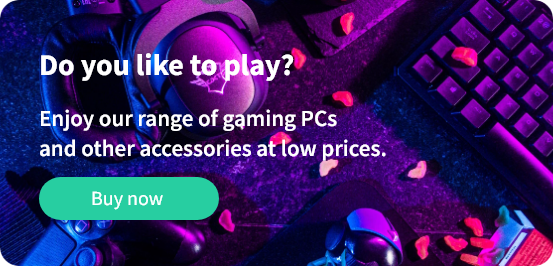 Do you like to play?
Enjoy our range of gaming PCs
and other accessories at low prices.
Buy now